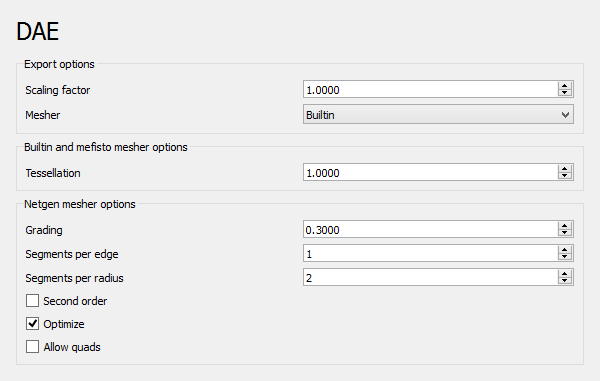 DAE
Export options
Scaling factor 1.0000
Mesher Builtin
Builtin and mefisto mesher options
Tessellation 1.0000
Netgen mesher options
Grading 0.3000
Segments per edge 1
Segments per radius 2
Second order
Optimize
Allow quads